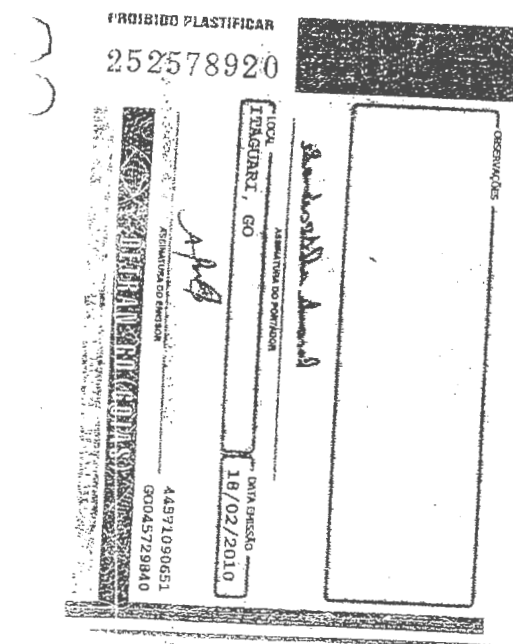 PROIBIDO PLASTIFICAR
252578920
OBSERVAÇÕES
ASSINATURA DO PORTADOR
LOCAL
ITAGUARI, GO
DATA EMISSÃO
18/02/2010
ASSINATURA DO EMISSOR
44591090651
GO045729840